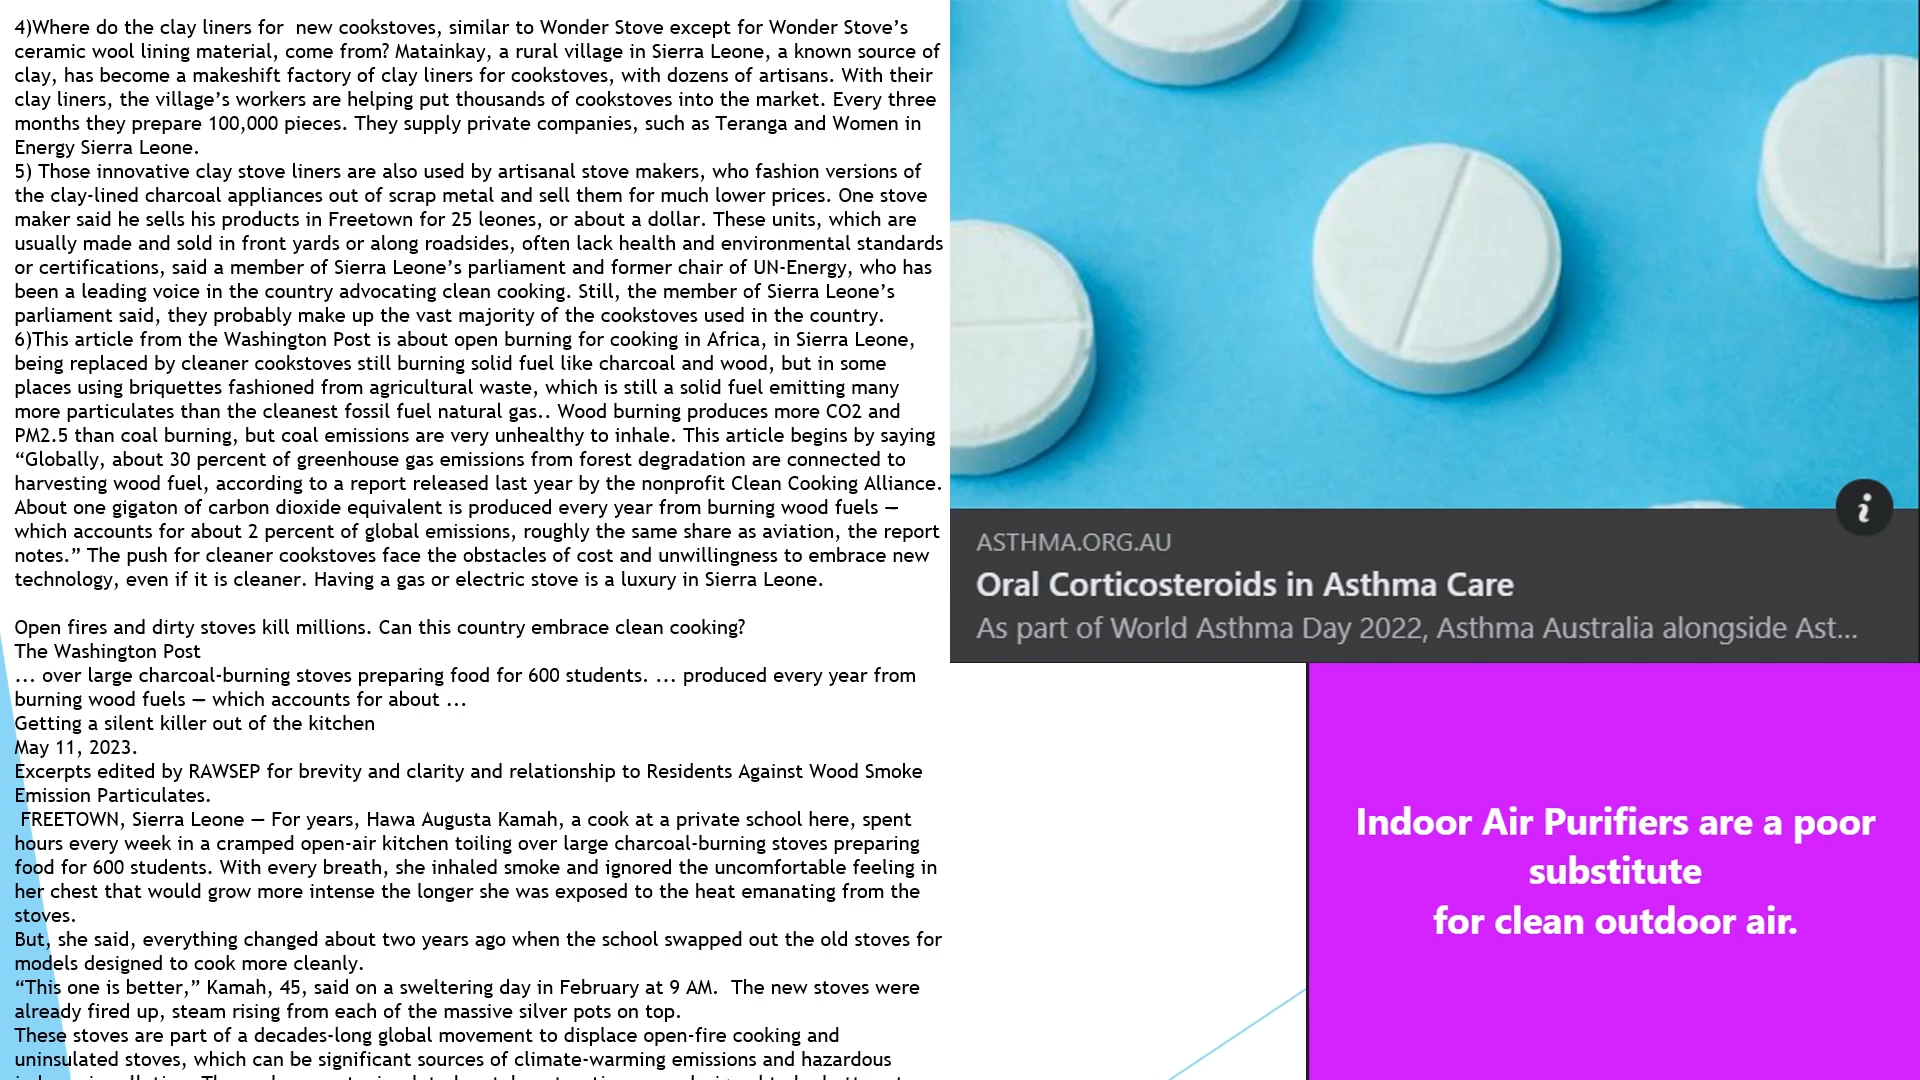 4)Where do the clay liners for  new cookstoves, similar to Wonder Stove except for Wonder Stove’s
ceramic wool lining material, come from? Matainkay, a rural village in Sierra Leone, a known source of
clay, has become a makeshift factory of clay liners for cookstoves, with dozens of artisans. With their
clay liners, the village’s workers are helping put thousands of cookstoves into the market. Every three
months they prepare 100,000 pieces. They supply private companies, such as Teranga and Women in
Energy Sierra Leone.
5) Those innovative clay stove liners are also used by artisanal stove makers, who fashion versions of
the clay-lined charcoal appliances out of scrap metal and sell them for much lower prices. One stove
maker said he sells his products in Freetown for 25 leones, or about a dollar. These units, which are
usually made and sold in front yards or along roadsides, often lack health and environmental standards
or certifications, said a member of Sierra Leone’s parliament and former chair of UN-Energy, who has
been a leading voice in the country advocating clean cooking. Still, the member of Sierra Leone’s
parliament said, they probably make up the vast majority of the cookstoves used in the country.
6)This article from the Washington Post is about open burning for cooking in Africa, in Sierra Leone,
being replaced by cleaner cookstoves still burning solid fuel like charcoal and wood, but in some
places using briquettes fashioned from agricultural waste, which is still a solid fuel emitting many
more particulates than the cleanest fossil fuel natural gas.. Wood burning produces more CO2 and
PM2.5 than coal burning, but coal emissions are very unhealthy to inhale. This article begins by saying
“Globally, about 30 percent of greenhouse gas emissions from forest degradation are connected to
harvesting wood fuel, according to a report released last year by the nonprofit Clean Cooking Alliance.
About one gigaton of carbon dioxide equivalent is produced every year from burning wood fuels —
which accounts for about 2 percent of global emissions, roughly the same share as aviation, the report
notes.” The push for cleaner cookstoves face the obstacles of cost and unwillingness to embrace new
technology, even if it is cleaner. Having a gas or electric stove is a luxury in Sierra Leone.
Open fires and dirty stoves kill millions. Can this country embrace clean cooking?
The Washington Post
... over large charcoal-burning stoves preparing food for 600 students. ... produced every year from
burning wood fuels — which accounts for about ...
Getting a silent killer out of the kitchen
May 11, 2023.
Excerpts edited by RAWSEP for brevity and clarity and relationship to Residents Against Wood Smoke
Emission Particulates.
FREETOWN, Sierra Leone — For years, Hawa Augusta Kamah, a cook at a private school here, spent
hours every week in a cramped open-air kitchen toiling over large charcoal-burning stoves preparing
food for 600 students. With every breath, she inhaled smoke and ignored the uncomfortable feeling in
her chest that would grow more intense the longer she was exposed to the heat emanating from the
stoves.
But, she said, everything changed about two years ago when the school swapped out the old stoves for
models designed to cook more cleanly.
“This one is better,” Kamah, 45, said on a sweltering day in February at 9 AM.  The new stoves were
already fired up, steam rising from each of the massive silver pots on top.
These stoves are part of a decades-long global movement to displace open-fire cooking and
uninsulated stoves, which can be significant sources of climate-warming emissions and hazardous
ASTHMA.ORG.AU
Oral Corticosteroids in Asthma Care
As part of World Asthma Day 2022, Asthma Australia alongside Ast...
Indoor Air Purifiers are a poor
substitute
for clean outdoor air.